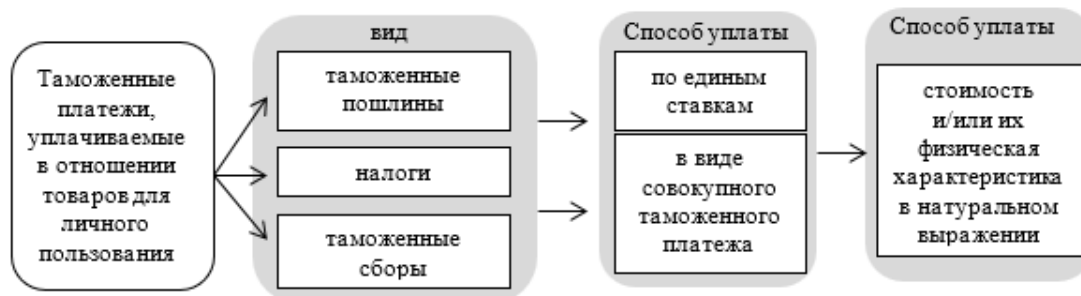 Таможенные
платежи,
уплачиваемые
в отношении
товаров для
личного
пользования
вид
таможенные
пошлины
налоги
таможенные
сборы
Способ уплаты
по единым
ставкам
в виде
совокупного
таможенного
платежа
Способ уплаты
стоимость
и/или их
физическая
характеристика
в натуральном
выражении